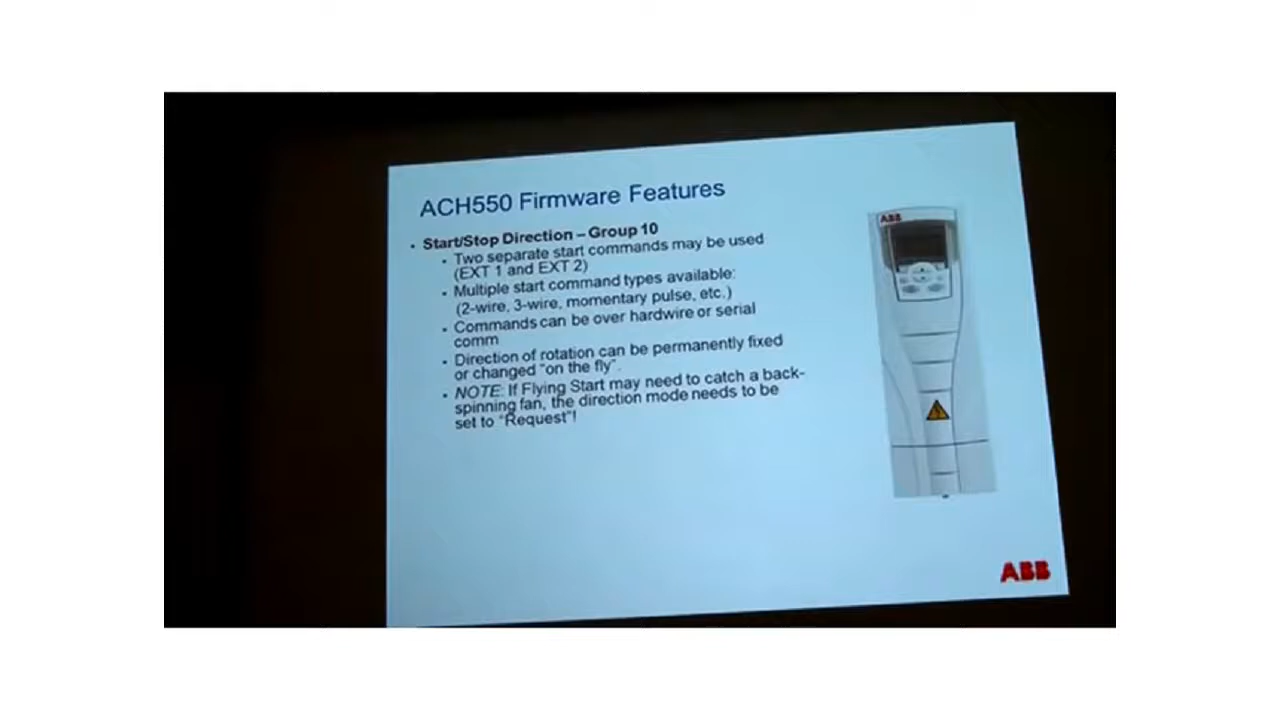 ACH550 Firmware Features
• Start/Stop Direction – Group 10
• Two separate start commands may be used
(EXT 1 and EXT 2)
• Multiple start command types available:
(2-wire, 3-wire, momentary pulse, etc.)
• Commands can be over hardwire or serial
comm
• Direction of rotation can be permanently fixed
or changed “on the fly”.
• NOTE: If Flying Start may need to catch a back-
spinning fan, the direction mode needs to be
set to “Request”!
ABB
ABB